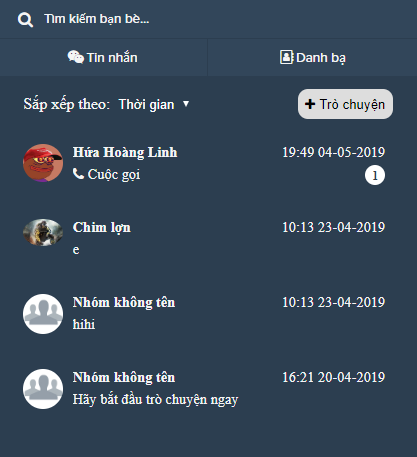 Tìm kiếm bạn bè...
Tin nhắn
Danh bạ
Sắp xếp theo: Thời gian
Trò chuyện
Hứa Hoàng Linh 19:49 04-05-2019
Cuộc gọi 1
Chim lợn 10:13 23-04-2019
e
Nhóm không tên 10:13 23-04-2019
hihi
Nhóm không tên 16:21 20-04-2019
Hãy bắt đầu trò chuyện ngay